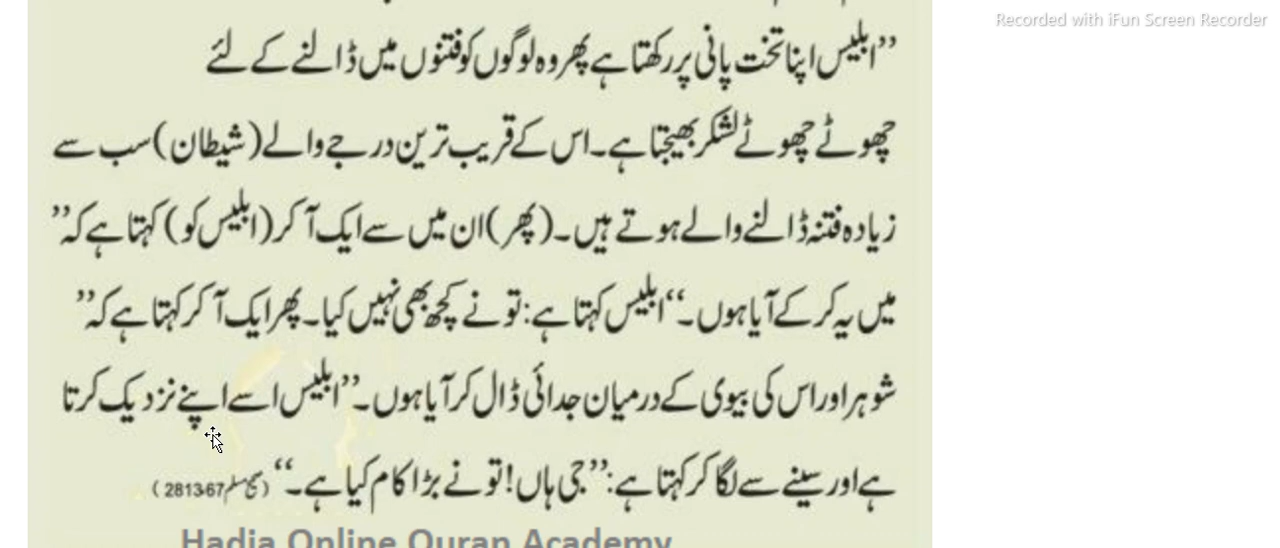 Recorded with iFun Screen Recorder
’’ابلیس اپنا تخت پانی پر رکھتا ہے پھر وہ لوگوں کو فتنوں میں ڈالنے کے لئے
چھوٹے چھوٹے لشکر بھیجتا ہے۔اس کے قریب ترین درجے والے (شیطان) سب سے
زیادہ فتنہ ڈالنے والے ہوتے ہیں۔(پھر) ان میں سے ایک آ کر (ابلیس کو) کہتا ہے کہ’’
میں یہ کر کے آیا ہوں۔‘‘ابلیس کہتا ہے: تو نے کچھ بھی نہیں کیا۔ پھر ایک آ کر کہتا ہے کہ’’
شوہر اور اس کی بیوی کے درمیان جدائی ڈال کر آیا ہوں۔’’ابلیس اسے اپنے نزدیک کرتا
ہے اور سینے سے لگا کر کہتا ہے:’’جی ہاں! تو نے بڑا کام کیا ہے۔‘‘ (صحیح مسلم 2813-67)
Hadia Online Quran Academy